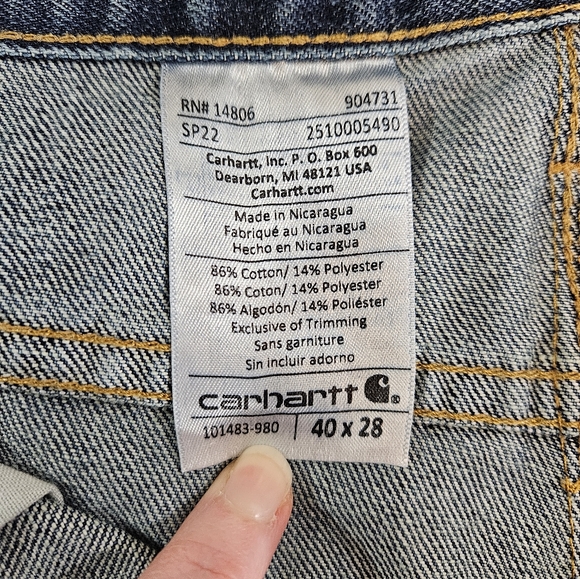 RN# 14806 904731
SP22 2510005490
Carhartt, Inc. P. O. Box 600
Dearborn, MI 48121 USA
Carhartt.com
Made in Nicaragua
Fabriqué au Nicaragua
Hecho en Nicaragua
86% Cotton/ 14% Polyester
86% Coton/ 14% Polyester
86% Algodón/ 14% Poliéster
Exclusive of Trimming
Sans garniture
Sin incluir adorno
carhartt ®
101483-980 | 40 x 28